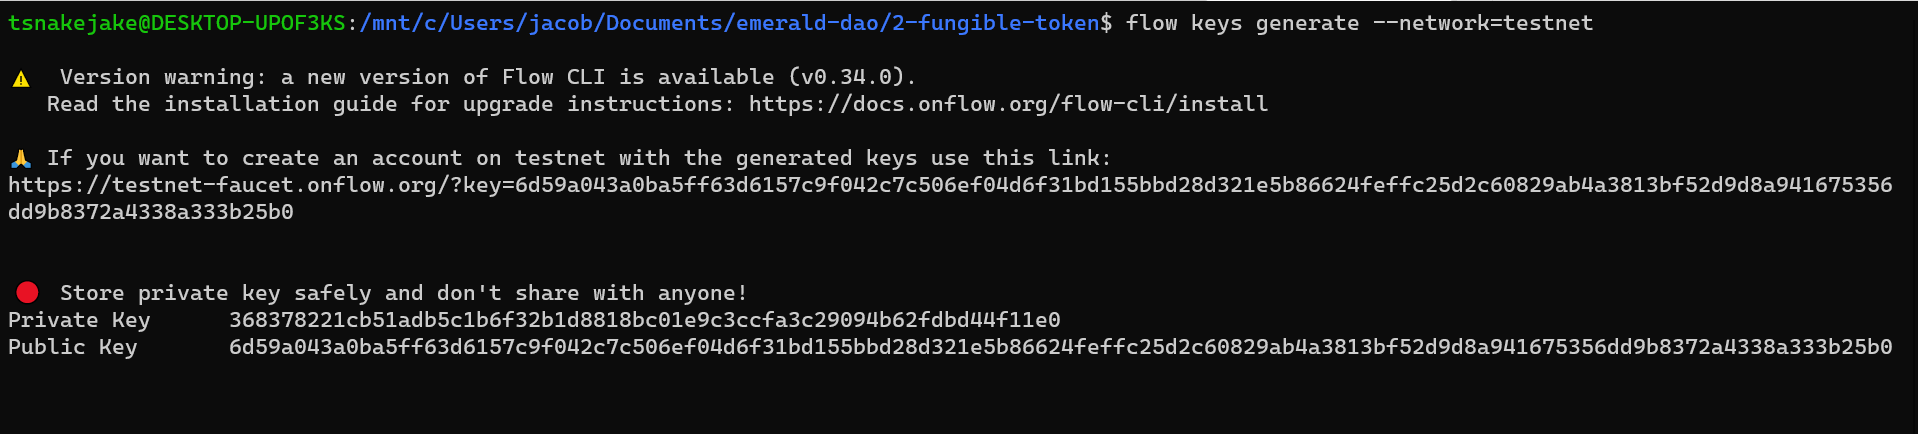 tsnakejake@DESKTOP-UPOF3KS:/mnt/c/Users/jacob/Documents/emerald-dao/2-fungible-token$ flow keys generate --network=testnet
⚠️ Version warning: a new version of Flow CLI is available (v0.34.0).
Read the installation guide for upgrade instructions: https://docs.onflow.org/flow-cli/install
🙏 If you want to create an account on testnet with the generated keys use this link:
https://testnet-faucet.onflow.org/?key=6d59a043a0ba5ff63d6157c9f042c7c506ef04d6f31bd155bbd28d321e5b86624feffc25d2c60829ab4a3813bf52d9d8a941675356
dd9b8372a4338a333b25b0
🔴 Store private key safely and don't share with anyone!
Private Key 368378221cb51adb5c1b6f32b1d8818bc01e9c3ccfa3c29094b62fdbd44f11e0
Public Key 6d59a043a0ba5ff63d6157c9f042c7c506ef04d6f31bd155bbd28d321e5b86624feffc25d2c60829ab4a3813bf52d9d8a941675356dd9b8372a4338a333b25b0